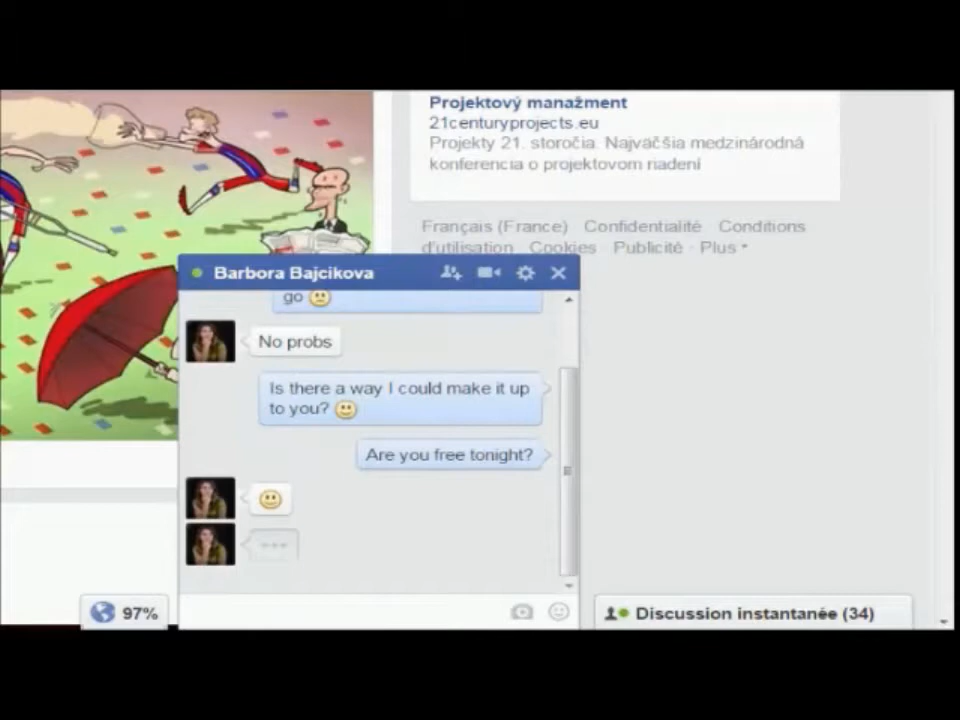 Projektový manažment
21centuryprojects.eu
Projekty 21. storočia. Najväčšia medzinárodná
konferencia o projektovom riadení
Français (France) Confidentialité Conditions
d'utilisation Cookies · Publicité · Plus
Barbora Bajcikova
go
No probs
Is there a way I could make it up
to you?
Are you free tonight?
97%
Discussion instantanée (34)